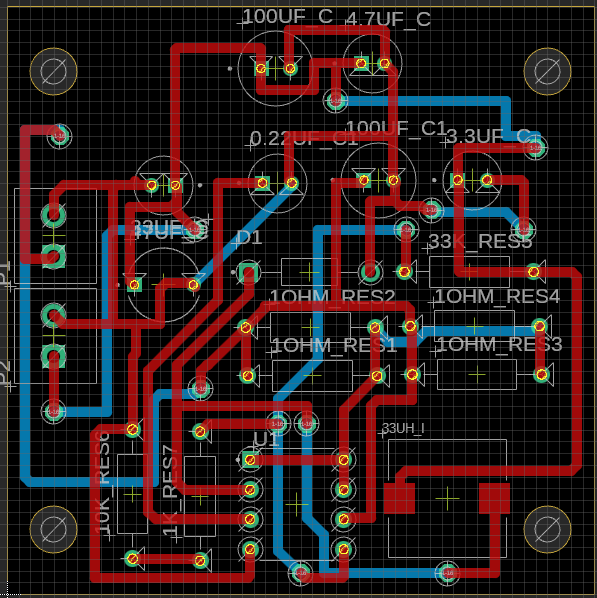 100UF_C 4.7UF_C
0.22UF_C1 100UF_C1 3.3UF_C
D1 33K_RES5
P1
1OHM_RES2 1OHM_RES4
1OHM_RES1 1OHM_RES3
P2
33UH_I
U1
10K_RES6 1K_RES7